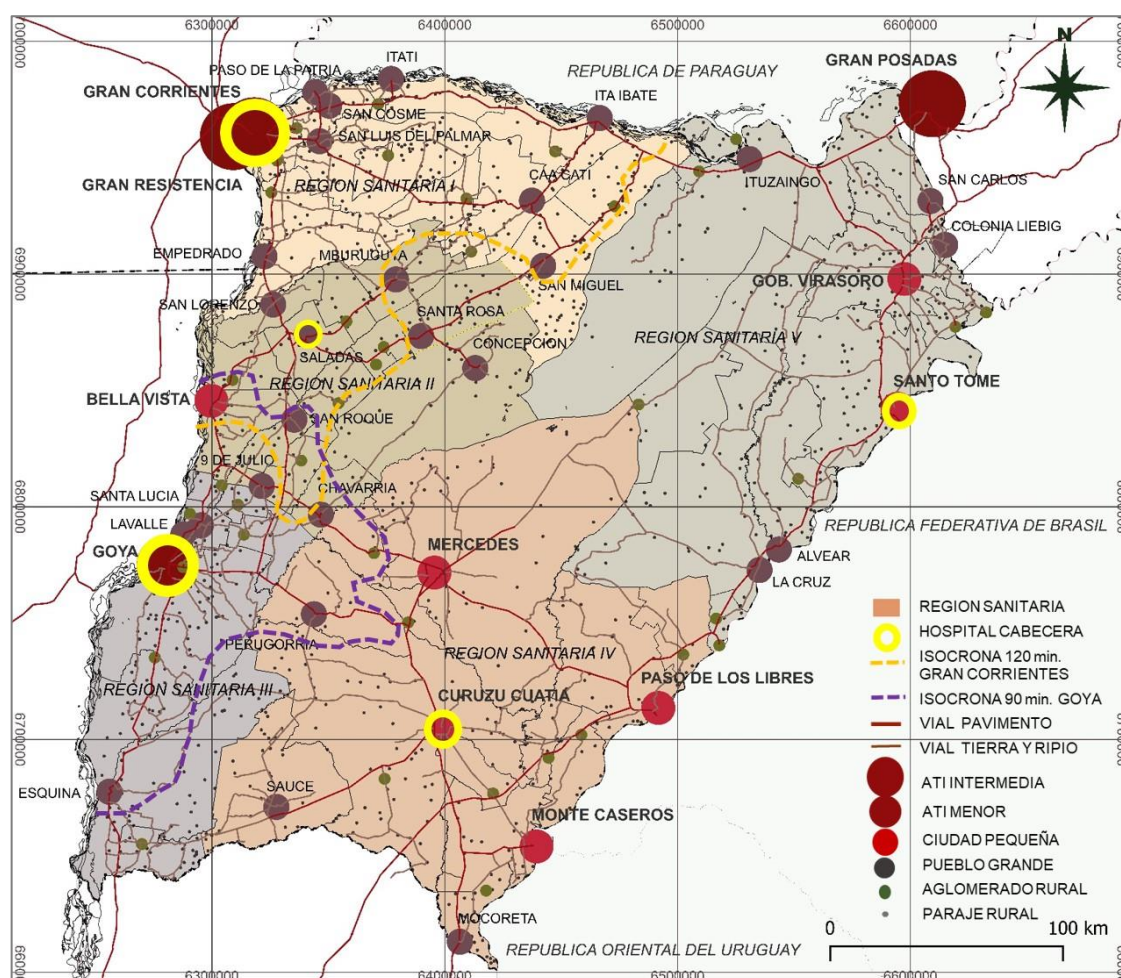 6300000
6400000
6500000
6600000
ITATI
PASO DE LA PATRIA
REPUBLICA DE PARAGUAY
GRAN POSADAS
N
GRAN CORRIENTES
SAN COSME
ITA IBATE
SAN LUIS DEL PALMAR
GRAN RESISTENCIA
REGION SANITARIA I
CAA CATI
ITUZAINGO
SAN CARLOS
COLONIA LIEBIG
EMPEDRADO
MBURUCUYA
SAN MIGUEL
GOB. VIRASORO
SAN LORENZO
SANTA ROSA
REGION SANITARIA V
SALADAS
CONCEPCION
REGION SANITARIA II
SANTO TOME
BELLA VISTA
SAN ROQUE
9 DE JULIO
SANTA LUCIA
CHAVARRIA
LAVALLE
REPUBLICA FEDERATIVA DE BRASIL
GOYA
MERCEDES
ALVEAR
LA CRUZ
PERUGORRIA
REGION SANITARIA IV
REGION SANITARIA III
PASO DE LOS LIBRES
CURUZU CUATIA
ESQUINA
SAUCE
MONTE CASEROS
MOCORETA
REPUBLICA ORIENTAL DEL URUGUAY
REGION SANITARIA
HOSPITAL CABECERA
ISOCRONA 120 min.
GRAN CORRIENTES
ISOCRONA 90 min. GOYA
VIAL PAVIMENTO
VIAL TIERRA Y RIPIO
ATI INTERMEDIA
ATI MENOR
CIUDAD PEQUEÑA
PUEBLO GRANDE
AGLOMERADO RURAL
PARAJE RURAL
0 100 km
6300000
6400000
6500000
6600000